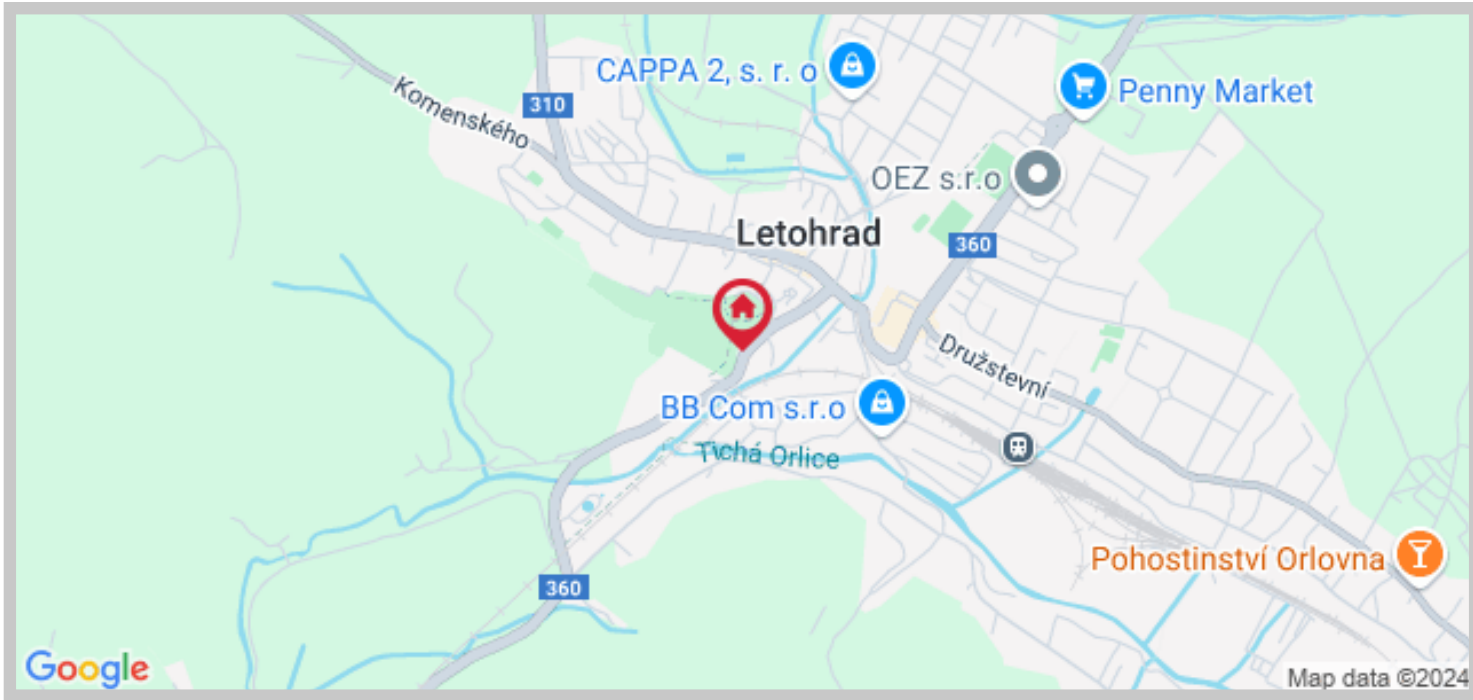 CAPPA 2, s. r. o
Penny Market
Komenského
310
OEZ s.r.o
Letohrad
360
Družstevní
BB Com s.r.o
Tichá Orlice
Pohostinství Orlovna
360
Google
Map data ©2024